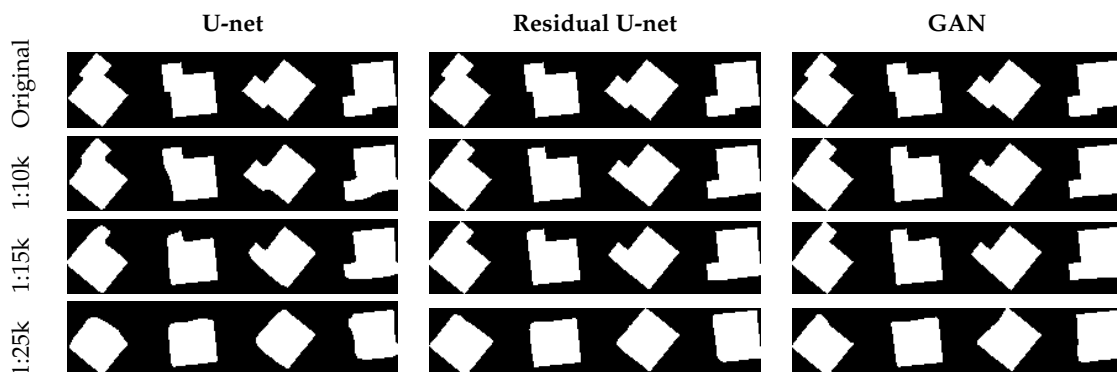 U-net Residual U-net GAN
Original
1:10k
1:15k
1:25k